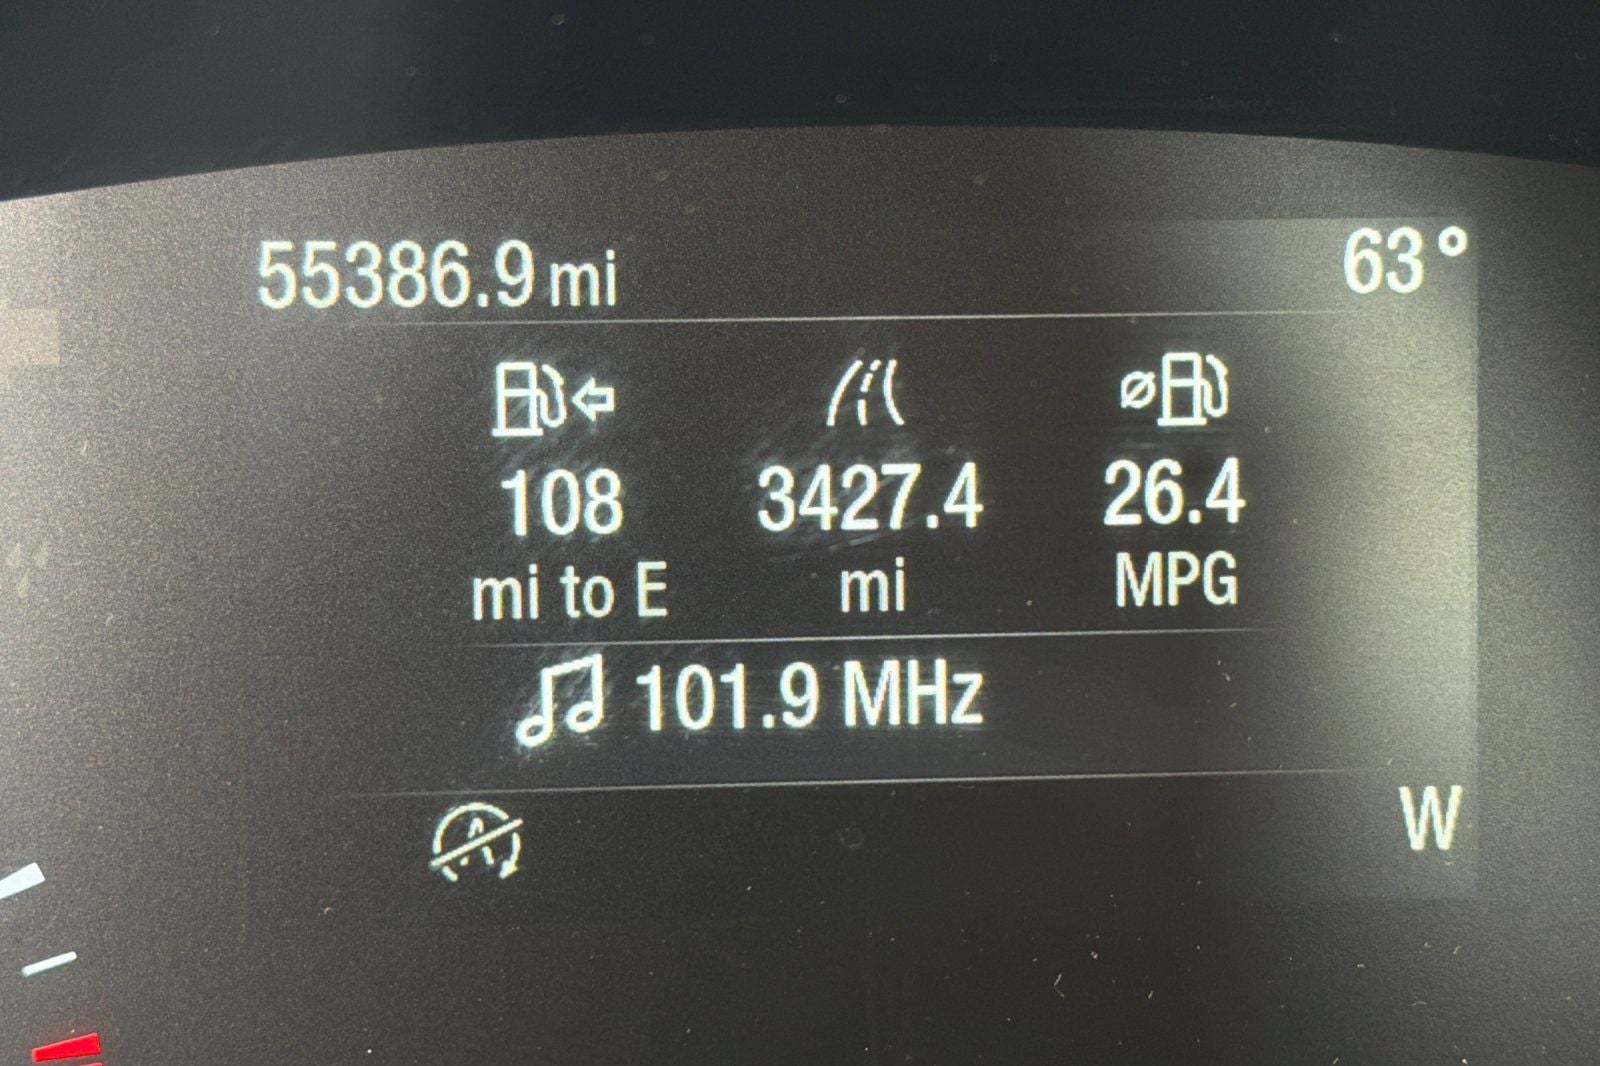 55386.9 mi 63°
108 3427.4 ø 26.4
mi to E mi MPG
101.9 MHz
A
W